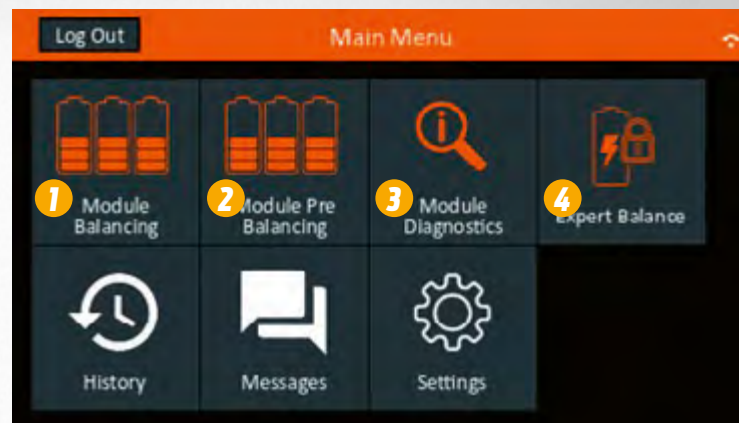 Log Out
Main Menu
1
Module
Balancing
2
Module Pre
Balancing
3
Module
Diagnostics
4
Expert Balance
History
Messages
Settings